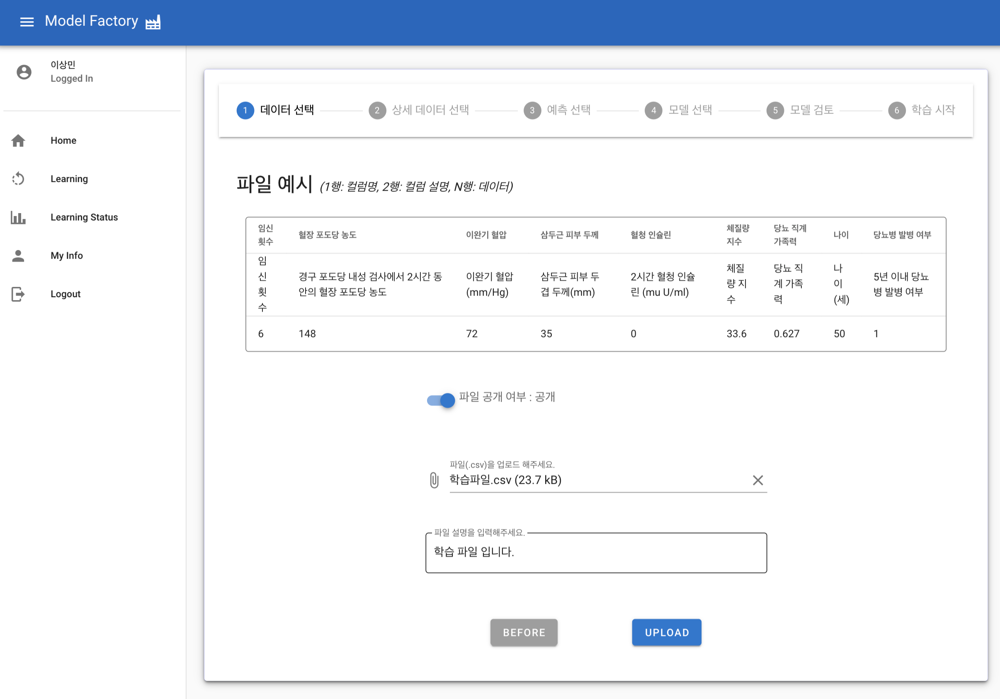 Model Factory
이상민
Logged In
Home
Learning
Learning Status
My Info
Logout
1 데이터 선택 2 상세 데이터 선택 3 예측 선택 4 모델 선택 5 모델 검토 6 학습 시작
파일 예시 (1행: 컬럼명, 2행: 컬럼 설명, N행: 데이터)
임신
횟수
혈장 포도당 농도
이완기 혈압
삼두근 피부 두께
혈청 인슐린
체질량
지수
당뇨 직계
가족력
나이
당뇨병 발병 여부
임
신
횟
수
경구 포도당 내성 검사에서 2시간 동
안의 혈장 포도당 농도
이완기 혈압
(mm/Hg)
삼두근 피부 두
겹 두께(mm)
2시간 혈청 인슐
린 (mu U/ml)
체질
량 지
수
당뇨 직
계 가족
력
나
이
(세)
5년 이내 당뇨
병 발병 여부
6 148 72 35 0 33.6 0.627 50 1
파일 공개 여부 : 공개
파일(.csv)을 업로드 해주세요.
학습파일.csv (23.7 kB)
파일 설명을 입력해주세요.
학습 파일 입니다.
BEFORE UPLOAD